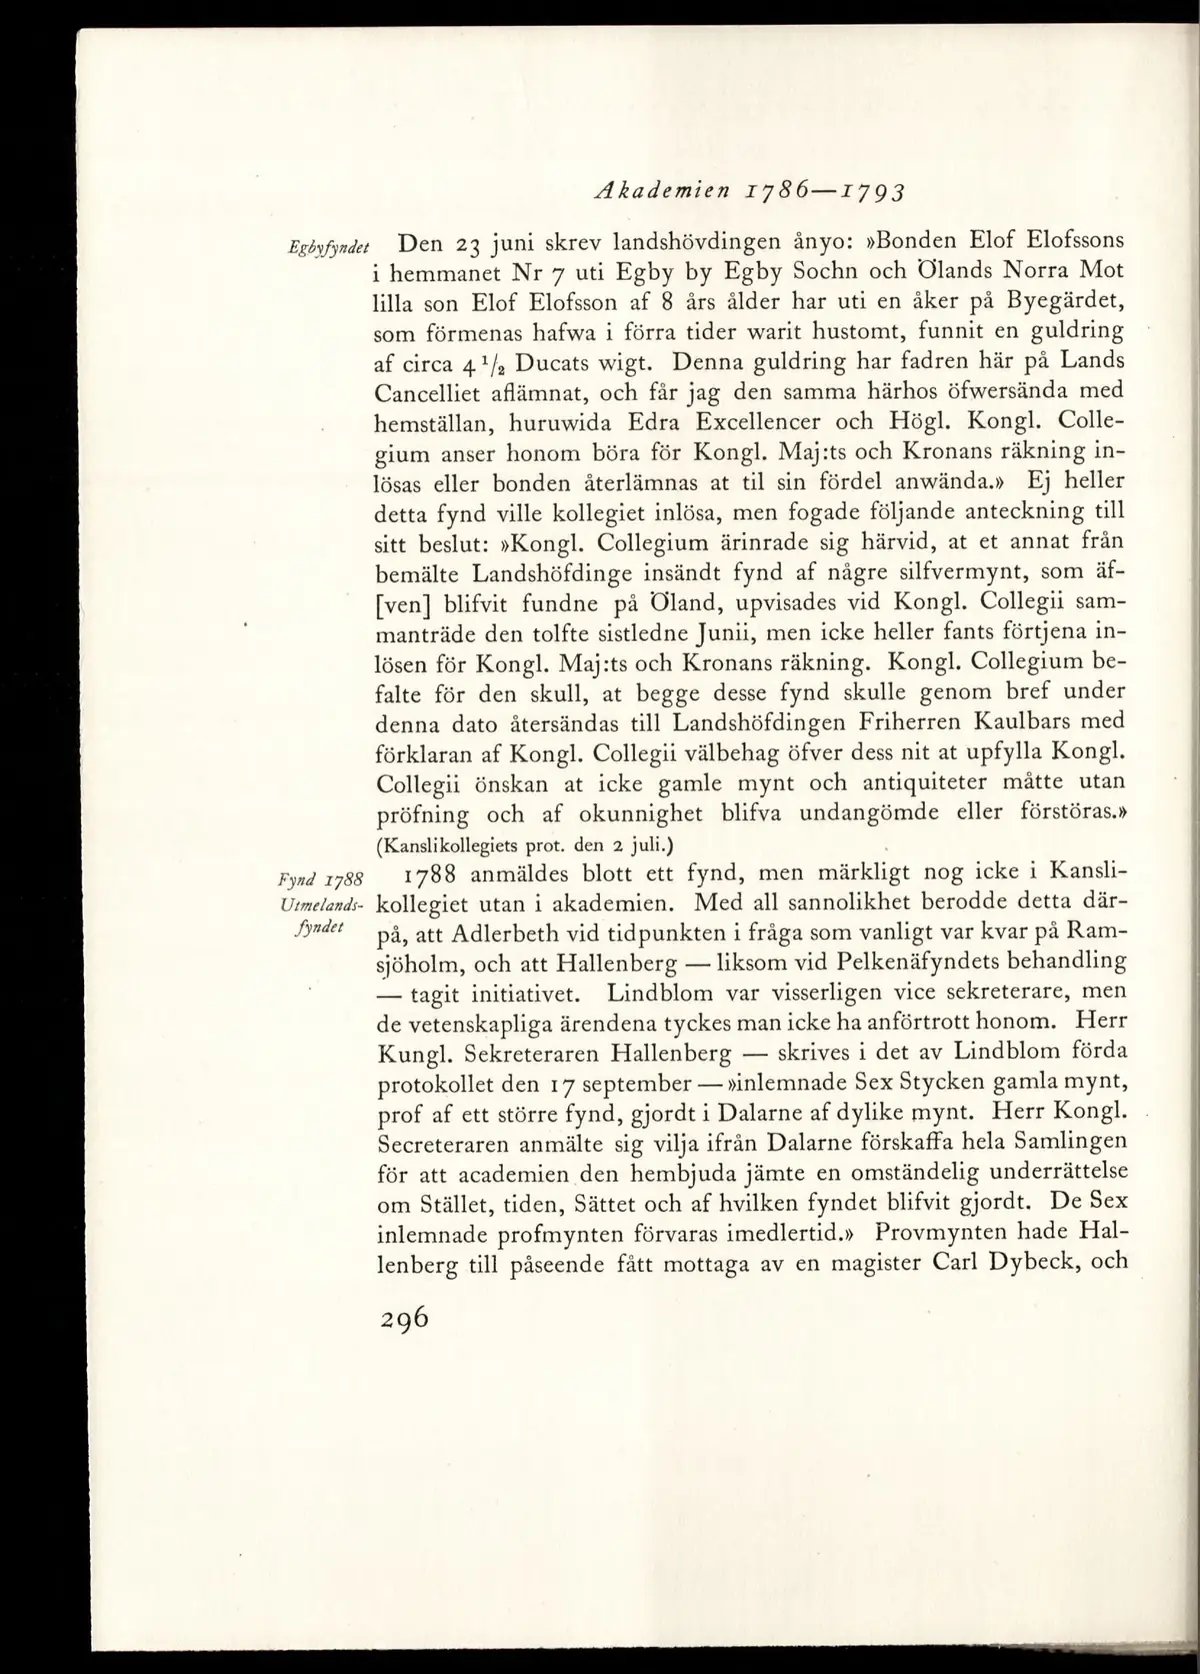 Akademien 1786—1793
Egbyfyndet Den 23 juni skrev landshövdingen ånyo: »Bonden Elof Elofssons
i hemmanet Nr 7 uti Egby by Egby Sochn och Ölands Norra Mot
lilla son Elof Elofsson af 8 års ålder har uti en åker på Byegärdet,
som förmenas hafwa i förra tider warit hustomt, funnit en guldring
af circa 4 1/2 Ducats wigt. Denna guldring har fadren här på Lands
Cancelliet aflämnat, och får jag den samma härhos öfwersända med
hemställan, huruwida Edra Excellencer och Högl. Kongl. Colle-
gium anser honom böra för Kongl. Maj:ts och Kronans räkning in-
lösas eller bonden återlämnas at til sin fördel anwända.» Ej heller
detta fynd ville kollegiet inlösa, men fogade följande anteckning till
sitt beslut: »Kongl. Collegium ärinrade sig härvid, at et annat från
bemälte Landshöfdinge insändt fynd af någre silfvermynt, som äf-
[ven] blifvit fundne på Öland, upvisades vid Kongl. Collegii sam-
manträde den tolfte sistledne Junii, men icke heller fants förtjena in-
lösen för Kongl. Maj:ts och Kronans räkning. Kongl. Collegium be-
falte för den skull, at begge desse fynd skulle genom bref under
denna dato återsändas till Landshöfdingen Friherren Kaulbars med
förklaran af Kongl. Collegii välbehag öfver dess nit at upfylla Kongl.
Collegii önskan at icke gamle mynt och antiquiteter måtte utan
pröfning och af okunnighet blifva undangömde eller förstöras.»
(Kanslikollegiets prot. den 2 juli.)
Fynd 1788 1788 anmäldes blott ett fynd, men märkligt nog icke i Kansli-
Utmelands- kollegiet utan i akademien. Med all sannolikhet berodde detta där-
fyndet på, att Adlerbeth vid tidpunkten i fråga som vanligt var kvar på Ram-
sjöholm, och att Hallenberg — liksom vid Pelkenäfyndets behandling
— tagit initiativet. Lindblom var visserligen vice sekreterare, men
de vetenskapliga ärendena tyckes man icke ha anförtrott honom. Herr
Kungl. Sekreteraren Hallenberg — skrives i det av Lindblom förda
protokollet den 17 september — »inlemnade Sex Stycken gamla mynt,
prof af ett större fynd, gjordt i Dalarne af dylike mynt. Herr Kongl.
Secreteraren anmälte sig vilja ifrån Dalarne förskaffa hela Samlingen
för att academien den hembjuda jämte en omständelig underrättelse
om Stället, tiden, Sättet och af hvilken fyndet blifvit gjordt. De Sex
inlemnade profmynten förvaras imedlertid.» Provmynten hade Hal-
lenberg till påseende fått mottaga av en magister Carl Dybeck, och
296